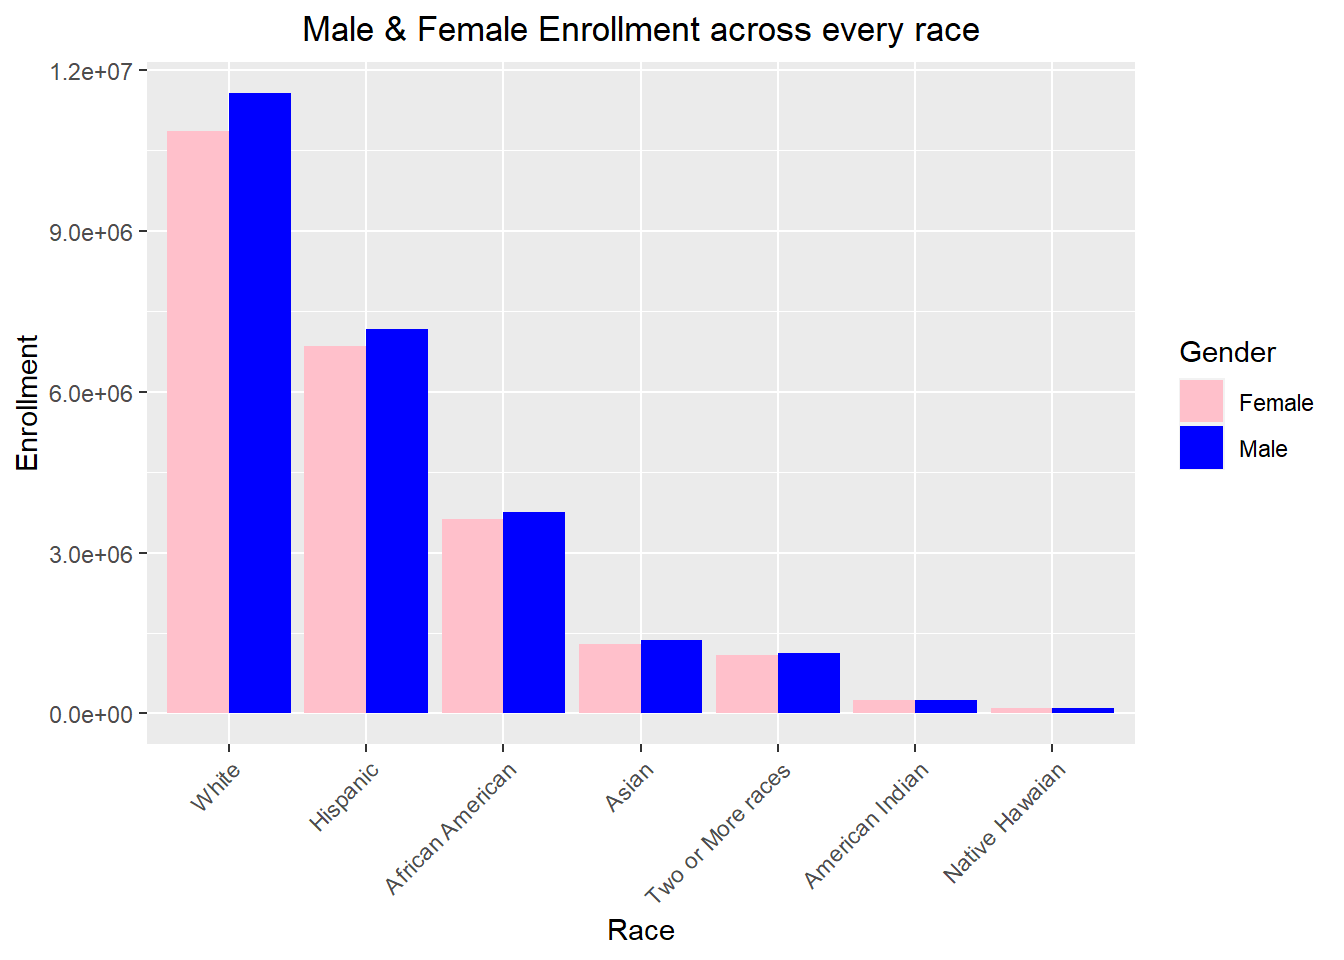 Male & Female Enrollment across every race
1.2e+07
9.0e+06
6.0e+06
3.0e+06
0.0e+00
Enrollment
White
Hispanic
African American
Asian
Two or More races
American Indian
Native Hawaian
Race
Gender
Female
Male